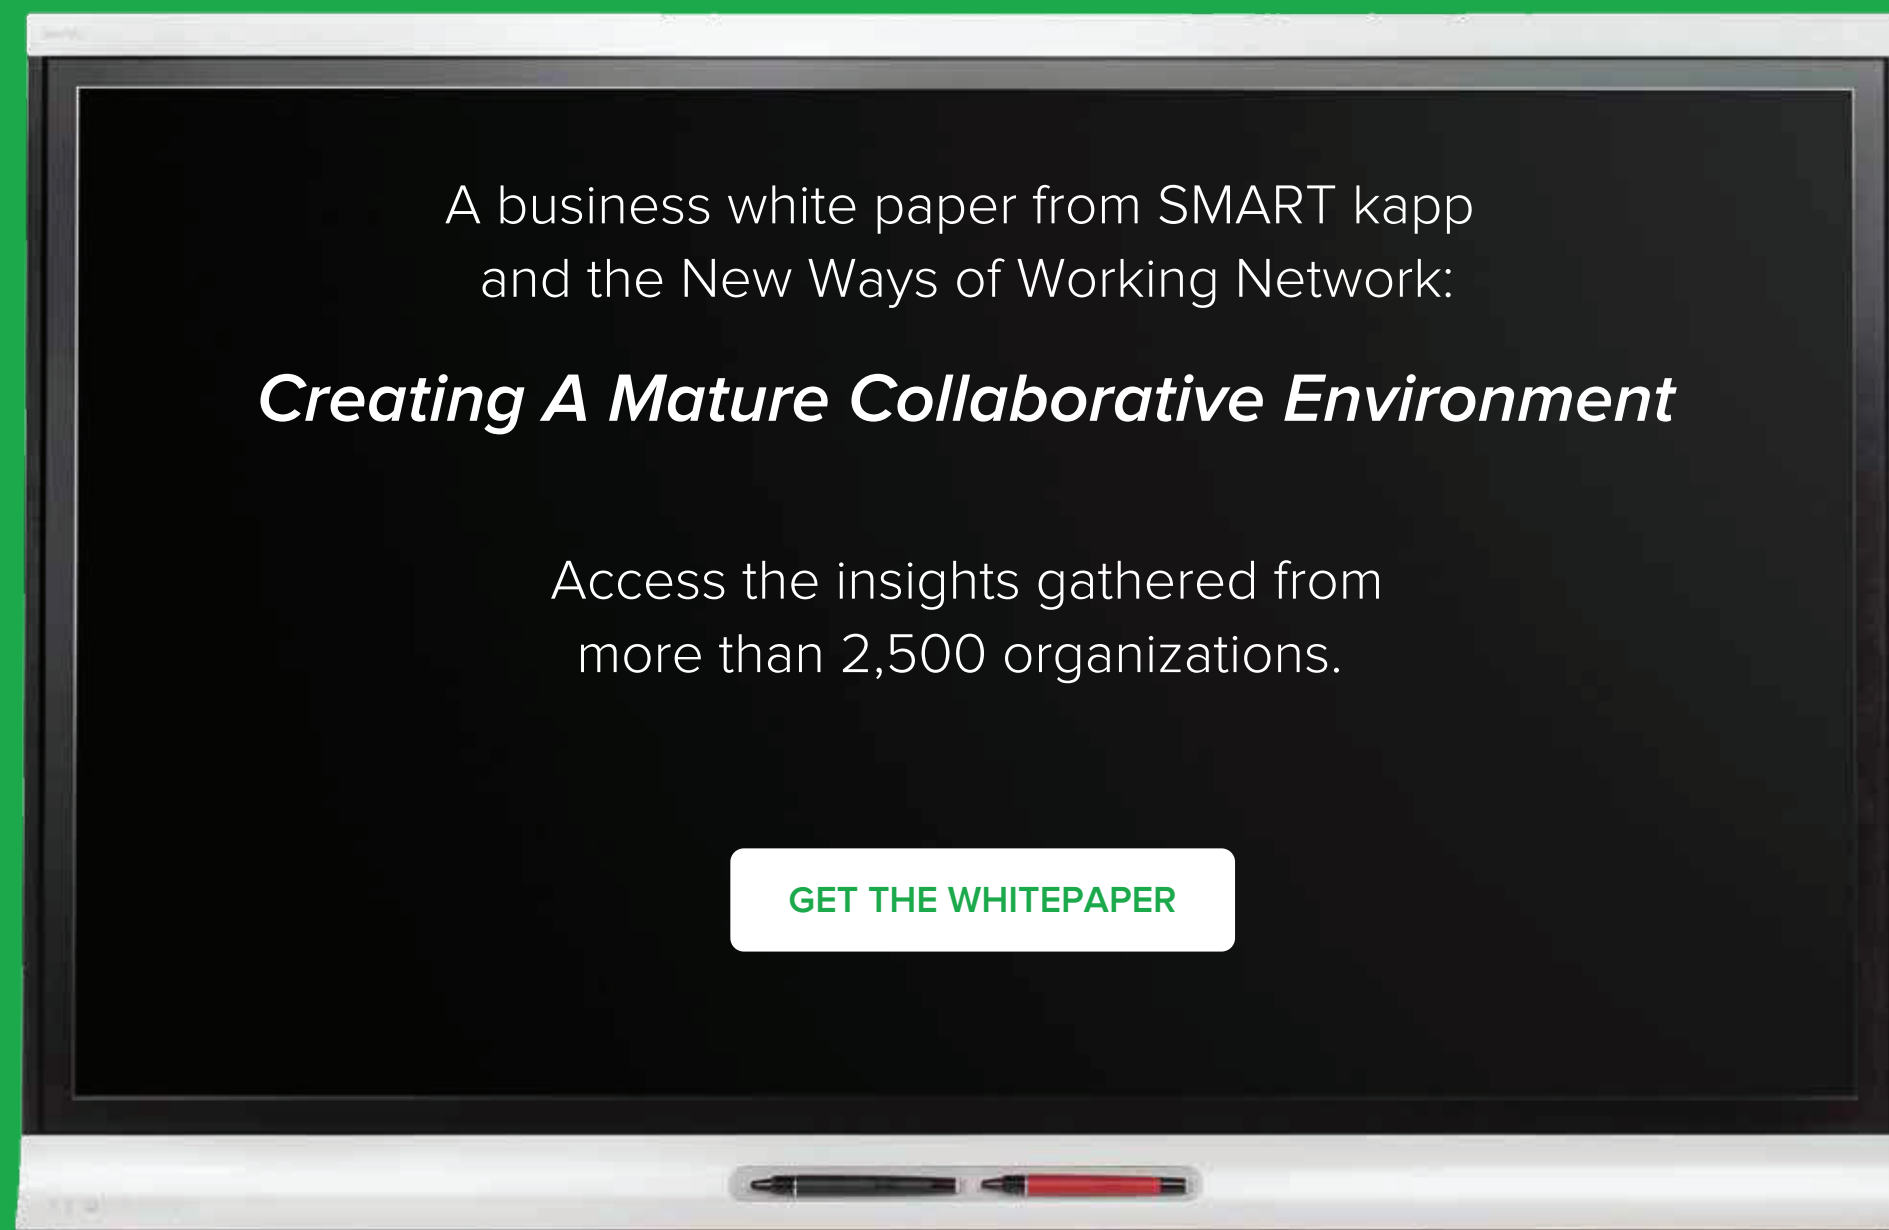 A business white paper from SMART kapp
and the New Ways of Working Network:
Creating A Mature Collaborative Environment
Access the insights gathered from
more than 2,500 organizations.
GET THE WHITEPAPER